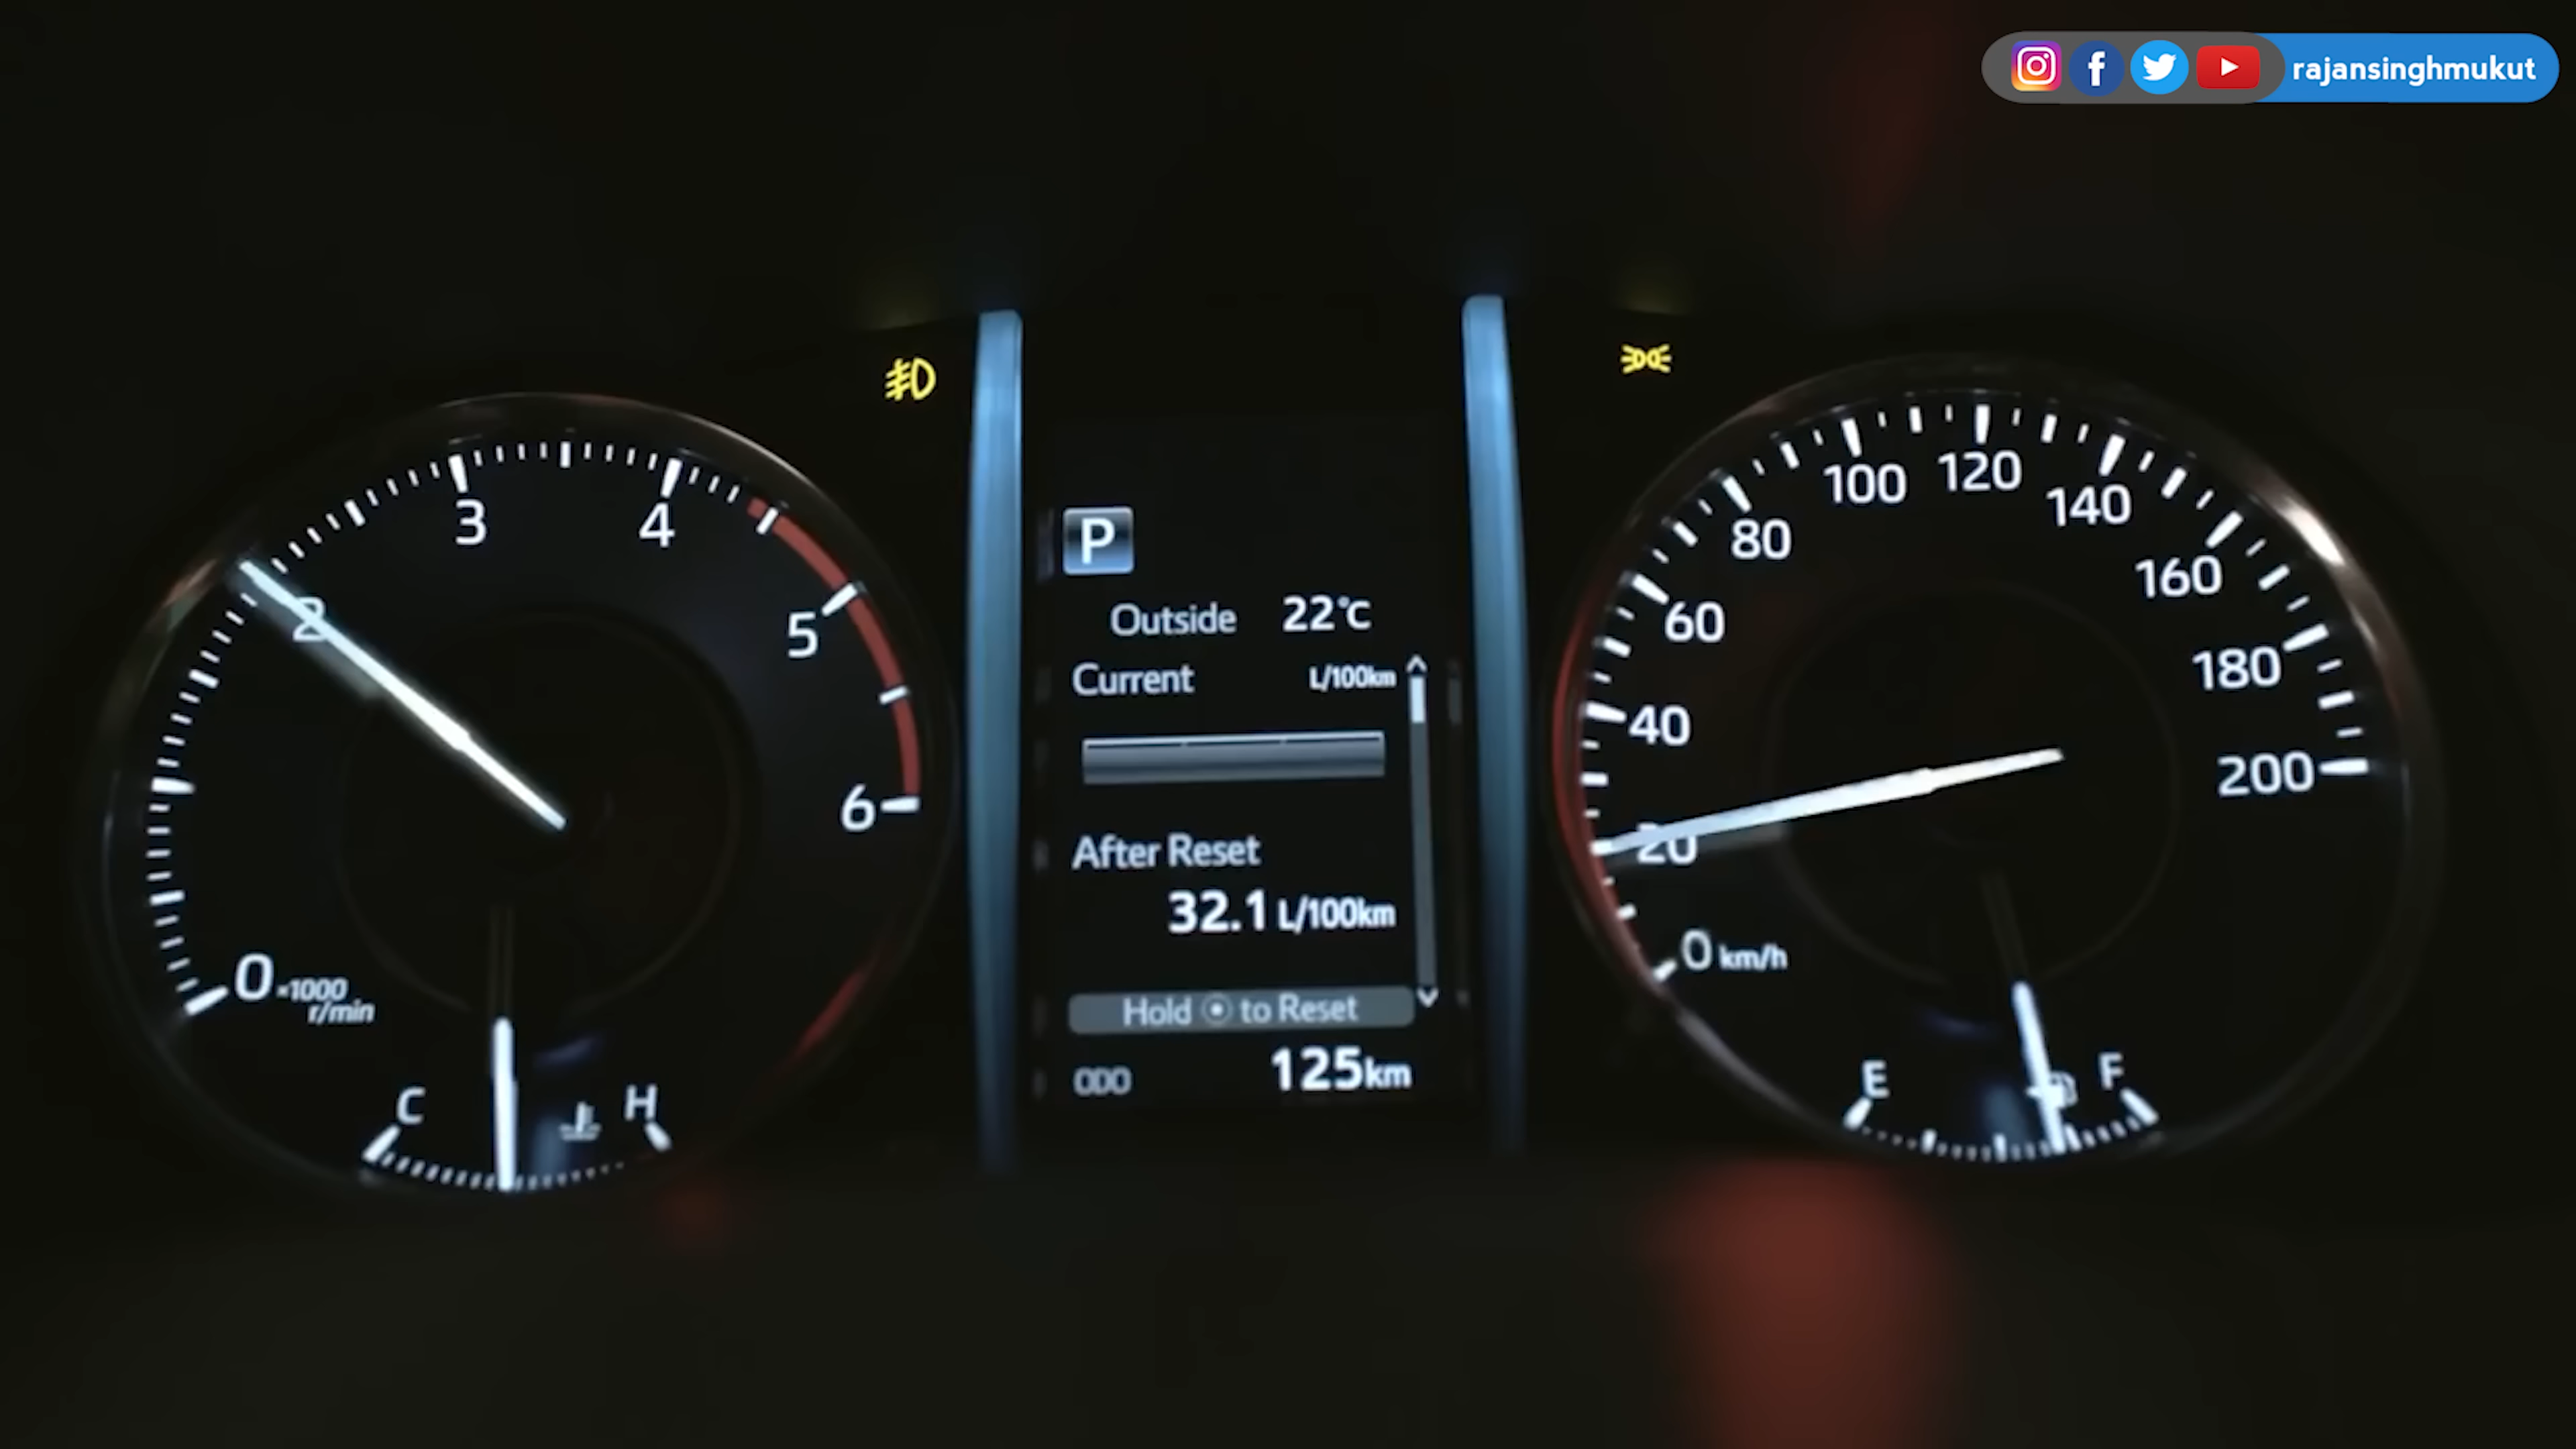 rajansinghmukut
P
Outside 22°C
Current L/100km
After Reset
32.1 L/100km
Hold to Reset
ODO 125km
0 2 3 4 5 6
×1000
r/min
C H
0 km/h
20 40 60 80 100 120 140 160 180 200
E F